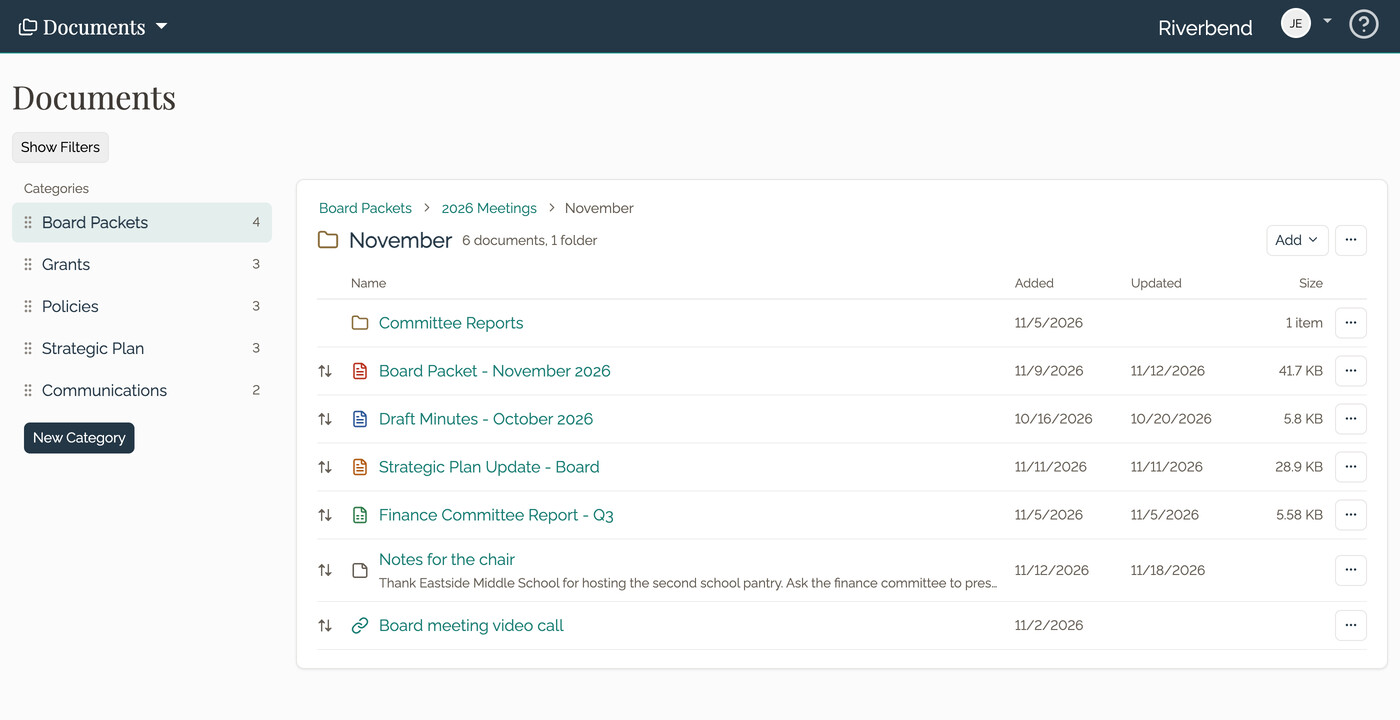 Documents
Riverbend
JE
?
Documents
Show Filters
Categories
Board Packets 4
Grants 3
Policies 3
Strategic Plan 3
Communications 2
New Category
Board Packets > 2026 Meetings > November
November 6 documents, 1 folder
Add
Name Added Updated Size
Committee Reports 11/5/2026 1 item
Board Packet - November 2026 11/9/2026 11/12/2026 41.7 KB
Draft Minutes - October 2026 10/16/2026 10/20/2026 5.8 KB
Strategic Plan Update - Board 11/11/2026 11/11/2026 28.9 KB
Finance Committee Report - Q3 11/5/2026 11/5/2026 5.58 KB
Notes for the chair
Thank Eastside Middle School for hosting the second school pantry. Ask the finance committee to pres… 11/12/2026 11/18/2026
Board meeting video call 11/2/2026